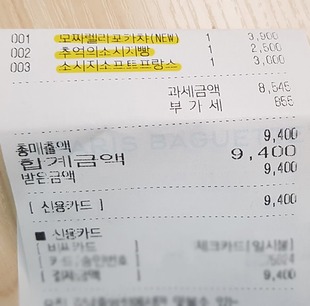 001 모짜렐라포카챠(NEW) 1 3,900
002 추억의소시지빵 1 2,500
003 소시지소프트프랑스 1 3,000
과세금액 8,545
부 가 세 855
총매출액 9,400
합계금액 9,400
받은금액 9,400
[ 신용카드 ] 9,400
■ 신용카드
체크카드[일시불]
9,400